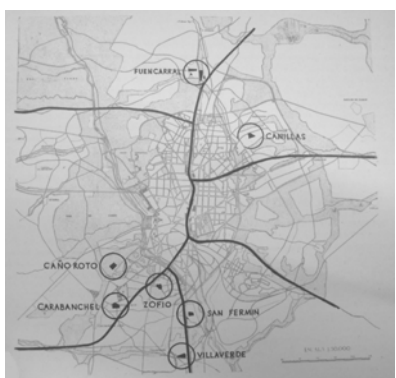 FUENCARRAL
CANILLAS
CAÑO ROTO
CARABANCHEL
ZOFIO
SAN FERMIN
VILLAVERDE